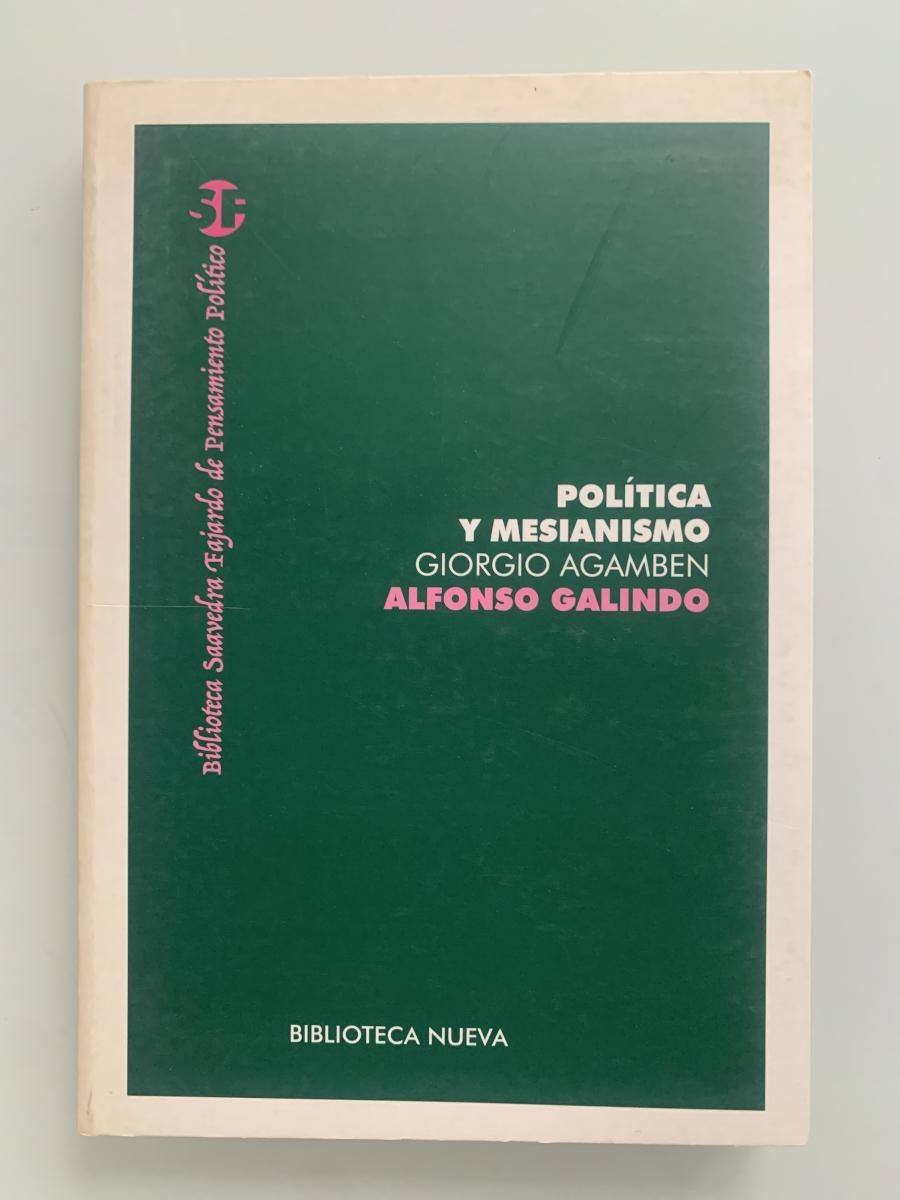 Biblioteca Saavedra Fajardo de Pensamiento Político
POLÍTICA
Y MESIANISMO
GIORGIO AGAMBEN
ALFONSO GALINDO
BIBLIOTECA NUEVA